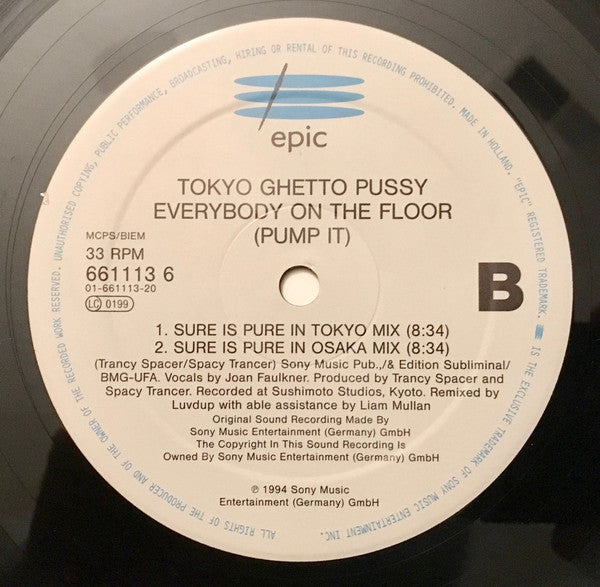 ALL RIGHTS OF THE PRODUCER AND OF THE OWNER OF THE RECORDED WORK RESERVED. UNAUTHORISED COPYING, PUBLIC PERFORMANCE, BROADCASTING, HIRING OR RENTAL OF THIS RECORDING PROHIBITED. MADE IN HOLLAND. "EPIC" REGISTERED TRADEMARK. IS THE EXCLUSIVE TRADEMARK OF SONY MUSIC ENTERTAINMENT INC.
epic
TOKYO GHETTO PUSSY
EVERYBODY ON THE FLOOR
(PUMP IT)
MCPS/BIEM
33 RPM
661113 6
01-661113-20
LC 0199
B
1. SURE IS PURE IN TOKYO MIX (8:34)
2. SURE IS PURE IN OSAKA MIX (8:34)
(Trancy Spacer/Spacy Trancer) Sony Music Pub.,/& Edition Subliminal/
BMG-UFA. Vocals by Joan Faulkner. Produced by Trancy Spacer and
Spacy Trancer. Recorded at Sushimoto Studios, Kyoto. Remixed by
Luvdup with able assistance by Liam Mullan
Original Sound Recording Made By
Sony Music Entertainment (Germany) GmbH
The Copyright In This Sound Recording Is
Owned By Sony Music Entertainment (Germany) GmbH
℗ 1994 Sony Music
Entertainment (Germany) GmbH